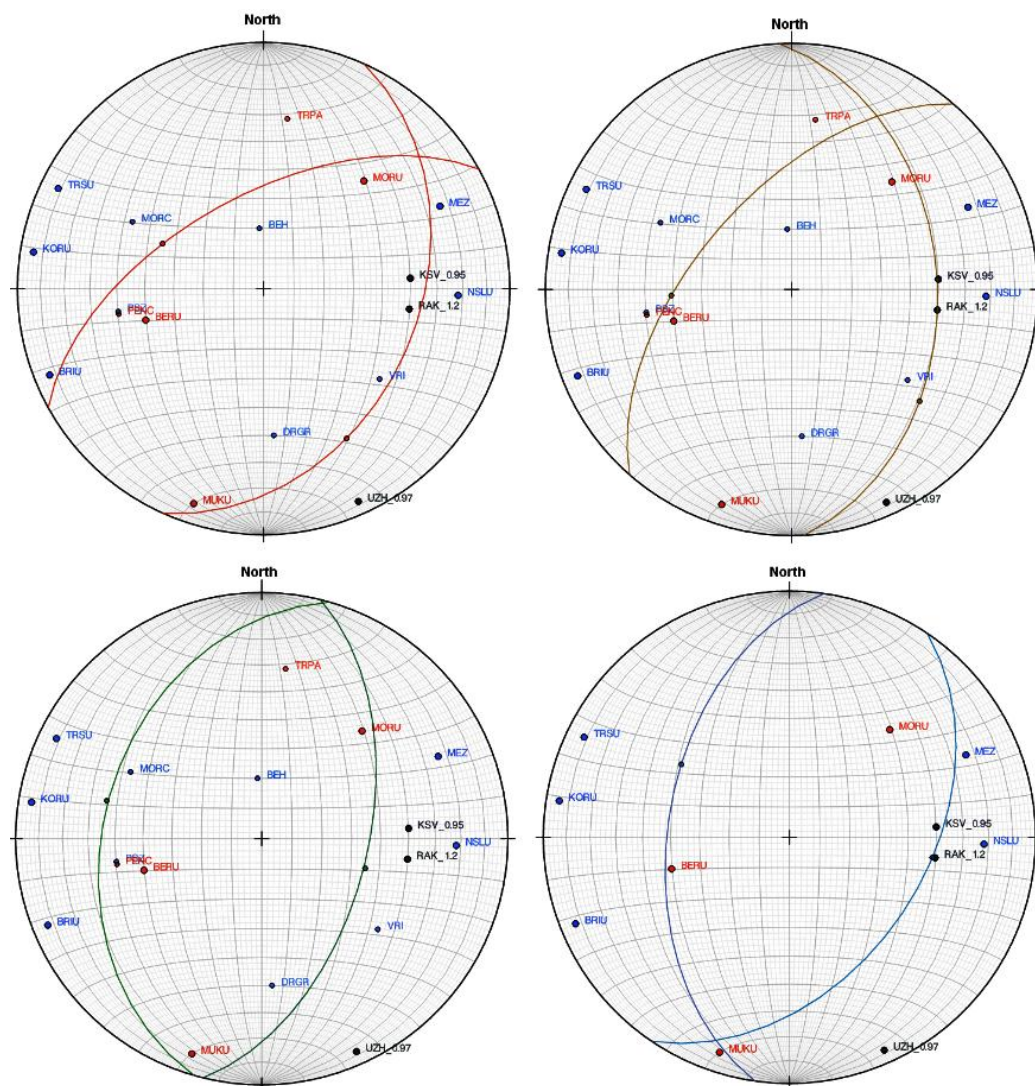 North
TRPA
TRSU
MORU
MEZ
MORC
BEH
KORU
KSV_0.95
NSLU
RAK_1.2
PENC
BERU
BRIU
VRI
DRGR
MUKU
UZH_0.97
North
TRPA
TRSU
MORU
MEZ
MORC
BEH
KORU
KSV_0.95
NSLU
RAK_1.2
PENC
BERU
BRIU
VRI
DRGR
MUKU
UZH_0.97
North
TRPA
TRSU
MORU
MEZ
MORC
BEH
KORU
KSV_0.95
NSLU
RAK_1.2
PENC
BERU
BRIU
VRI
DRGR
MUKU
UZH_0.97
North
TRSU
MORU
MEZ
KORU
KSV_0.95
NSLU
RAK_1.2
BERU
BRIU
MUKU
UZH_0.97